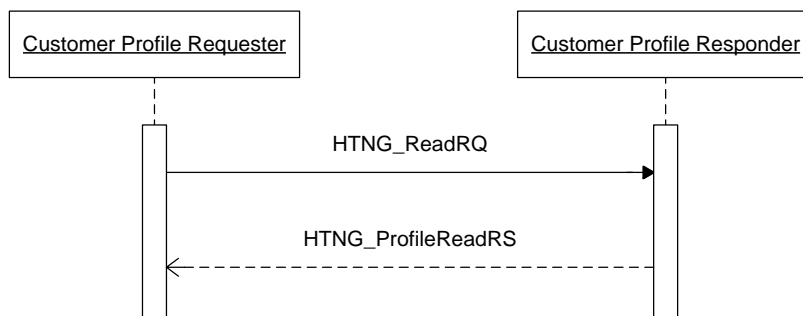 Customer Profile Requester
Customer Profile Responder
HTNG_ReadRQ
HTNG_ProfileReadRS